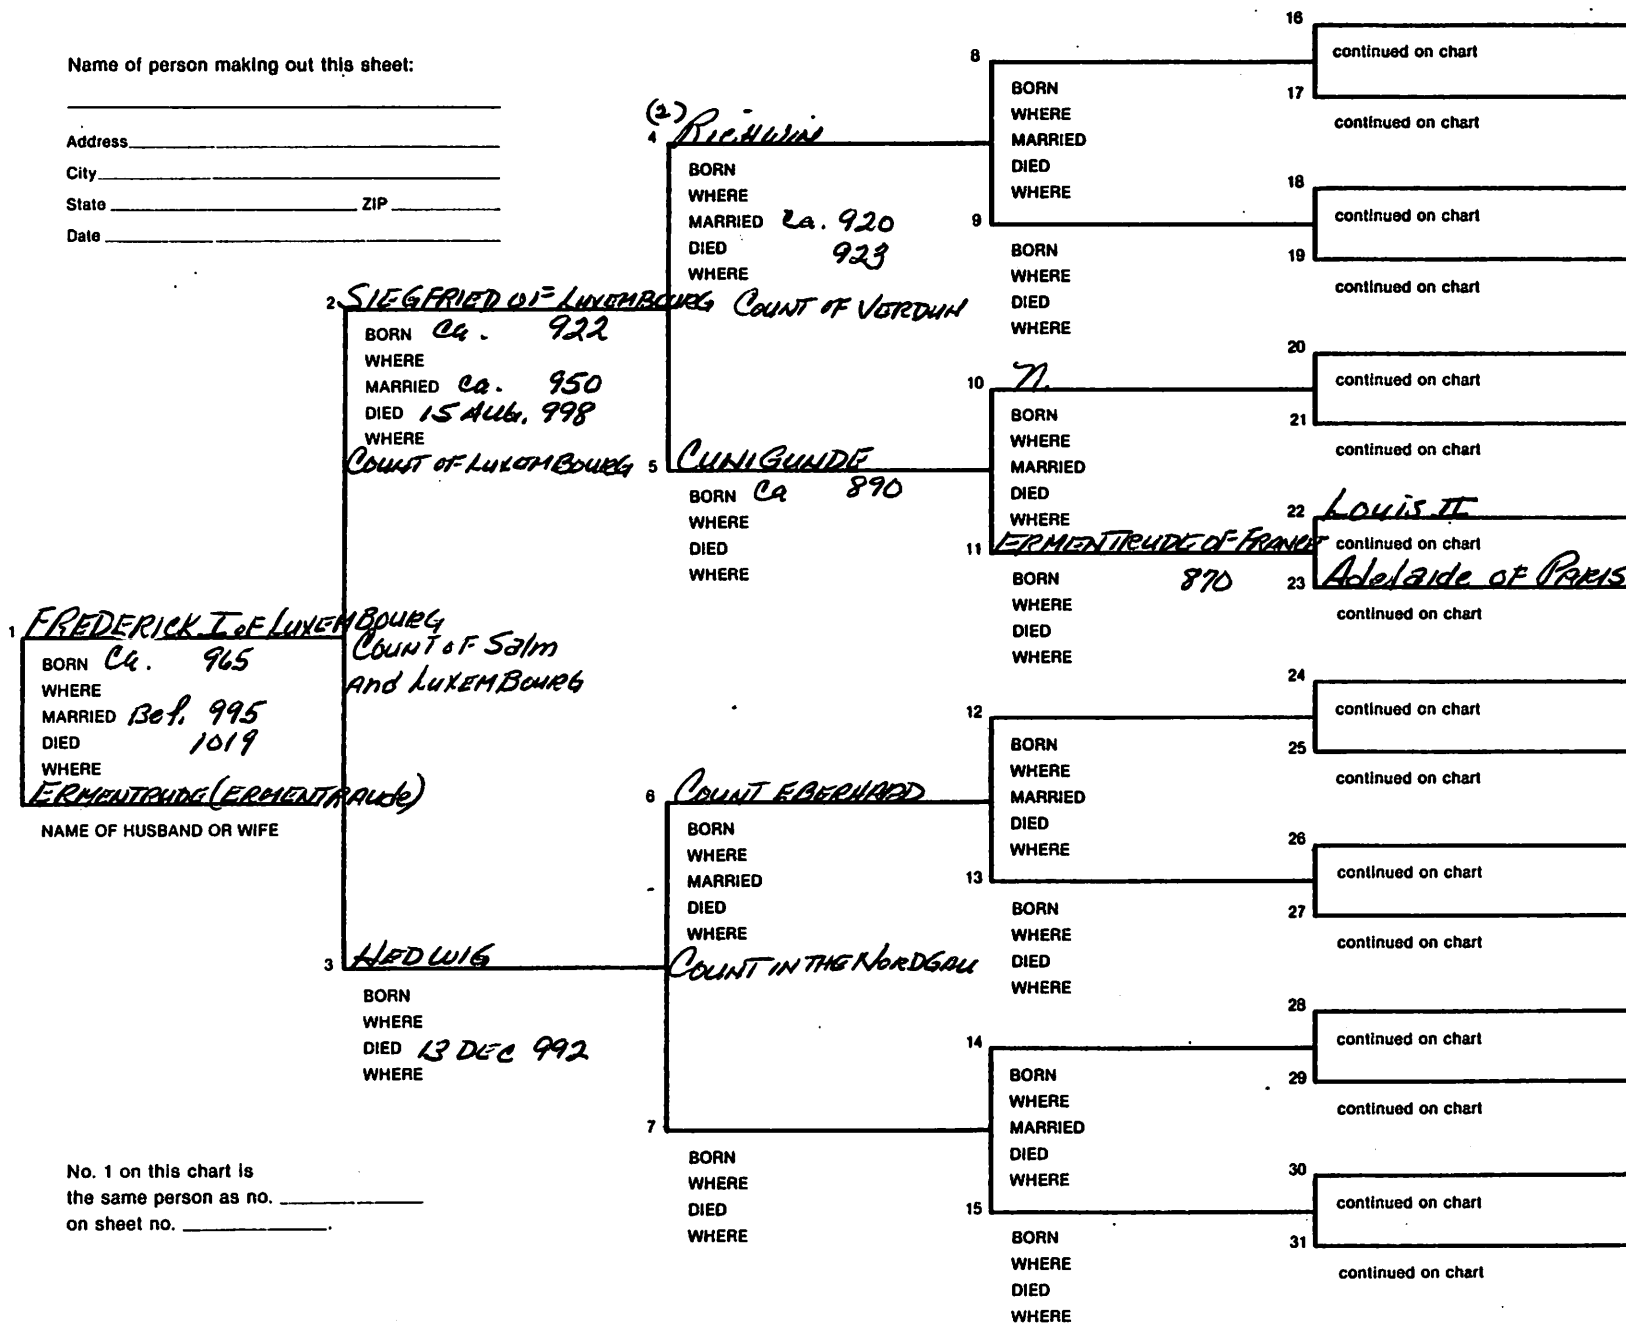 Name of person making out this sheet:
Address
City
State ZIP
Date
1 FREDERICK I OF LUXEMBOURG
BORN Ca. 965
WHERE
MARRIED Bef. 995
DIED 1019
WHERE
COUNT OF Salm
And LUXEMBOURG
ERMENTRUDE (ERMENTRAUde)
NAME OF HUSBAND OR WIFE
No. 1 on this chart is
the same person as no.
on sheet no. .
2 SIEGFRIED OF LUXEMBOURG
BORN Ca. 922
WHERE
MARRIED Ca. 950
DIED 15 AUG. 998
WHERE
COUNT OF LUXEMBOURG
3 HEDWIG
BORN
WHERE
DIED 13 DEC 992
WHERE
(2)
4 RICHWIN
BORN
WHERE
MARRIED Ca. 920
DIED 923
WHERE
COUNT OF VERDUN
5 CUNIGUNDE
BORN Ca 890
WHERE
DIED
WHERE
6 COUNT EBERHARD
BORN
WHERE
MARRIED
DIED
WHERE
COUNT IN THE NORDGAU
7
BORN
WHERE
DIED
WHERE
8
BORN
WHERE
MARRIED
DIED
WHERE
9
BORN
WHERE
DIED
WHERE
10 N.
BORN
WHERE
MARRIED
DIED
WHERE
11 ERMENTRUDE OF FRANCE
BORN 870
WHERE
DIED
WHERE
12
BORN
WHERE
MARRIED
DIED
WHERE
13
BORN
WHERE
DIED
WHERE
14
BORN
WHERE
MARRIED
DIED
WHERE
15
BORN
WHERE
DIED
WHERE
16
continued on chart
17
continued on chart
18
continued on chart
19
continued on chart
20
continued on chart
21
continued on chart
22 Louis II
continued on chart
23 Adelaide OF PARIS
continued on chart
24
continued on chart
25
continued on chart
26
continued on chart
27
continued on chart
28
continued on chart
29
continued on chart
30
continued on chart
31
continued on chart